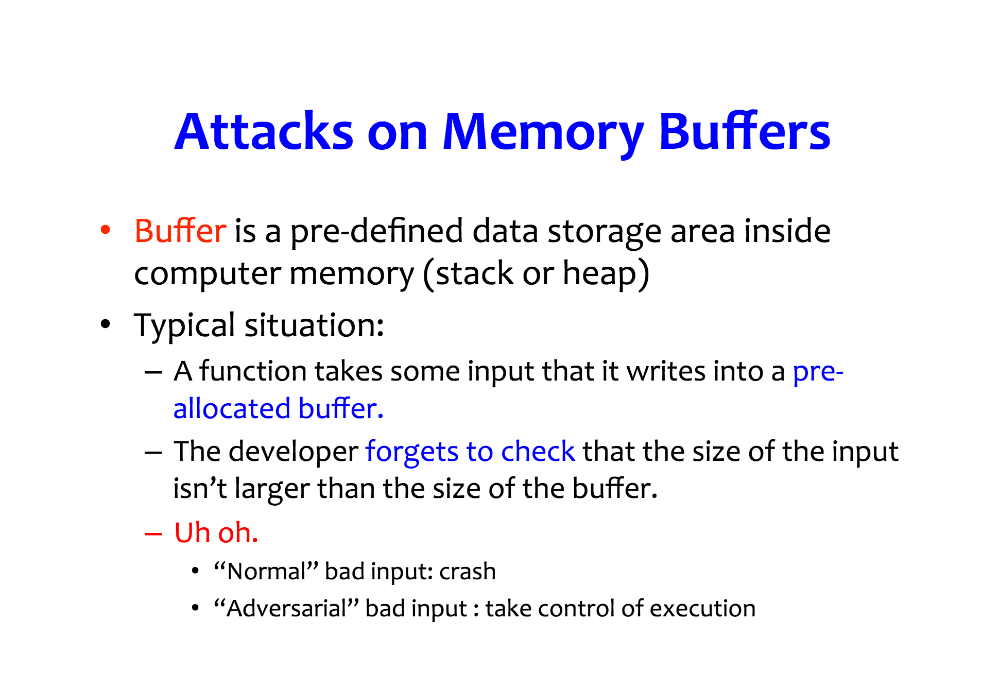 Attacks on Memory Buffers
• Buffer is a pre-defined data storage area inside
computer memory (stack or heap)
• Typical situation:
– A function takes some input that it writes into a pre-
allocated buffer.
– The developer forgets to check that the size of the input
isn’t larger than the size of the buffer.
– Uh oh.
• “Normal” bad input: crash
• “Adversarial” bad input : take control of execution